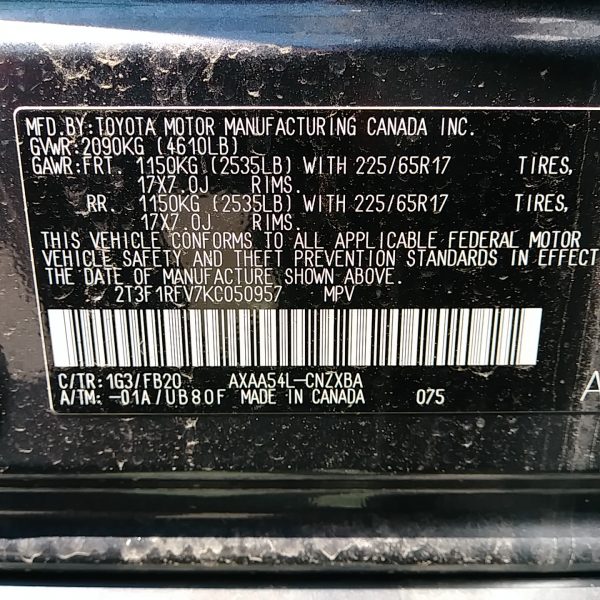 MFD.BY:TOYOTA MOTOR MANUFACTURING CANADA INC.
GVWR:2090KG (4610LB)
GAWR:FRT. 1150KG (2535LB) WITH 225/65R17 TIRES,
17X7.0J RIMS.
RR. 1150KG (2535LB) WITH 225/65R17 TIRES,
17X7.0J RIMS.
THIS VEHICLE CONFORMS TO ALL APPLICABLE FEDERAL MOTOR
VEHICLE SAFETY AND THEFT PREVENTION STANDARDS IN EFFECT
THE DATE OF MANUFACTURE SHOWN ABOVE.
2T3F1RFV7KC050957 MPV
C/TR:1G3/FB20 AXAA54L-CNZXBA
A/TM: -01A/UB80F MADE IN CANADA 075 A